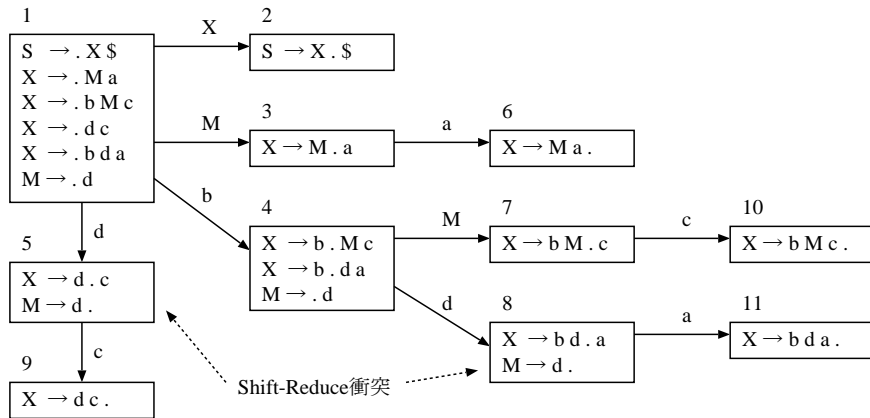 1
S → . X $
X → . M a
X → . b M c
X → . d c
X → . b d a
M → . d
X
2
S → X . $
M
3
X → M . a
a
6
X → M a .
b
4
X → b . M c
X → b . d a
M → . d
M
7
X → b M . c
c
10
X → b M c .
d
5
X → d . c
M → d .
d
8
X → b d . a
M → d .
a
11
X → b d a .
c
9
X → d c .
Shift-Reduce衝突